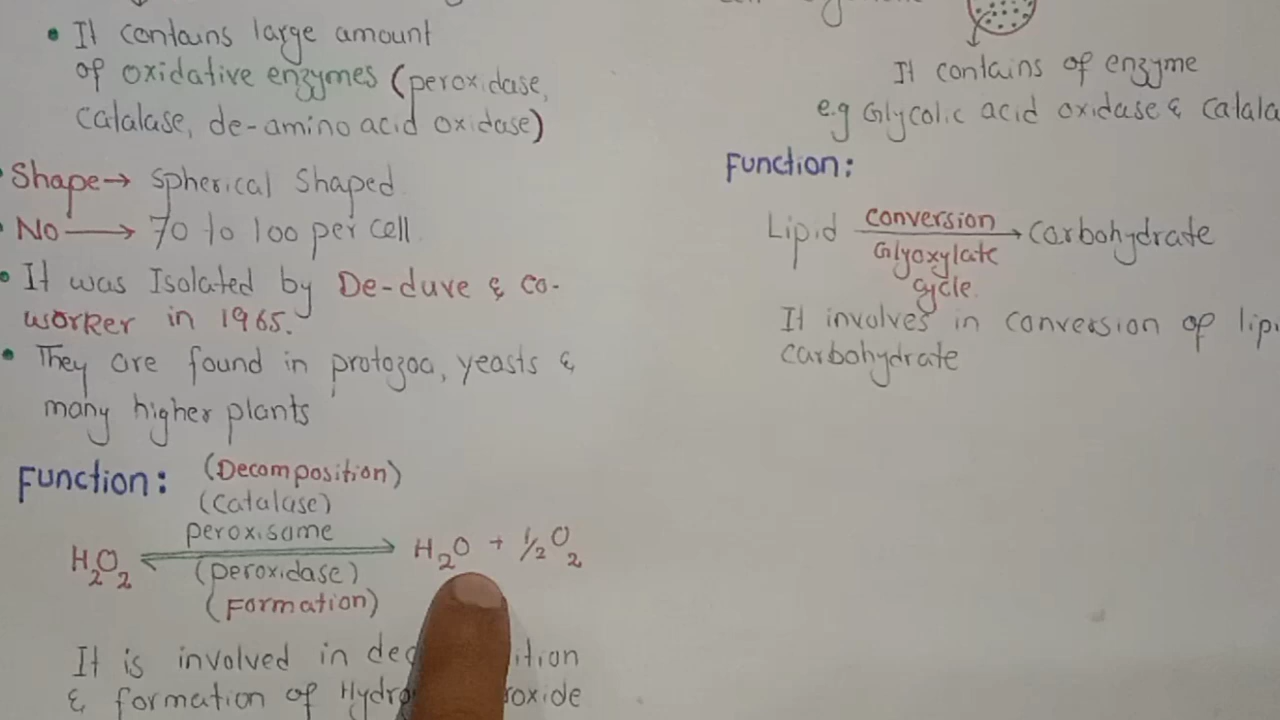 • It contains large amount
of oxidative enzymes (peroxidase,
catalase, de-amino acid oxidase)
• Shape → Spherical Shaped
• No → 70 to 100 per cell.
• It was Isolated by De-duve & co-
worker in 1965.
• They are found in protozoa, yeasts &
many higher plants
Function: (Decomposition)
(catalase)
peroxisome
H2O2 ⇌ H2O + 1/2O2
(peroxidase)
(Formation)
It is involved in
& formation of
It contains of enzyme
e.g Glycolic acid oxidase &
Function:
Lipid conversion → carbohydrate
Glyoxylate
cycle.
It involves in conversion of
carbohydrate